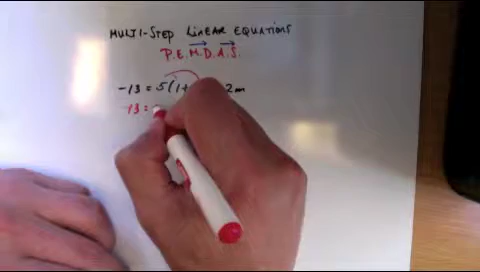 MULTI-STEP LINEAR EQUATIONS
P.E.M.D.A.S.
-13 = 5(1+ 2m
-13 =